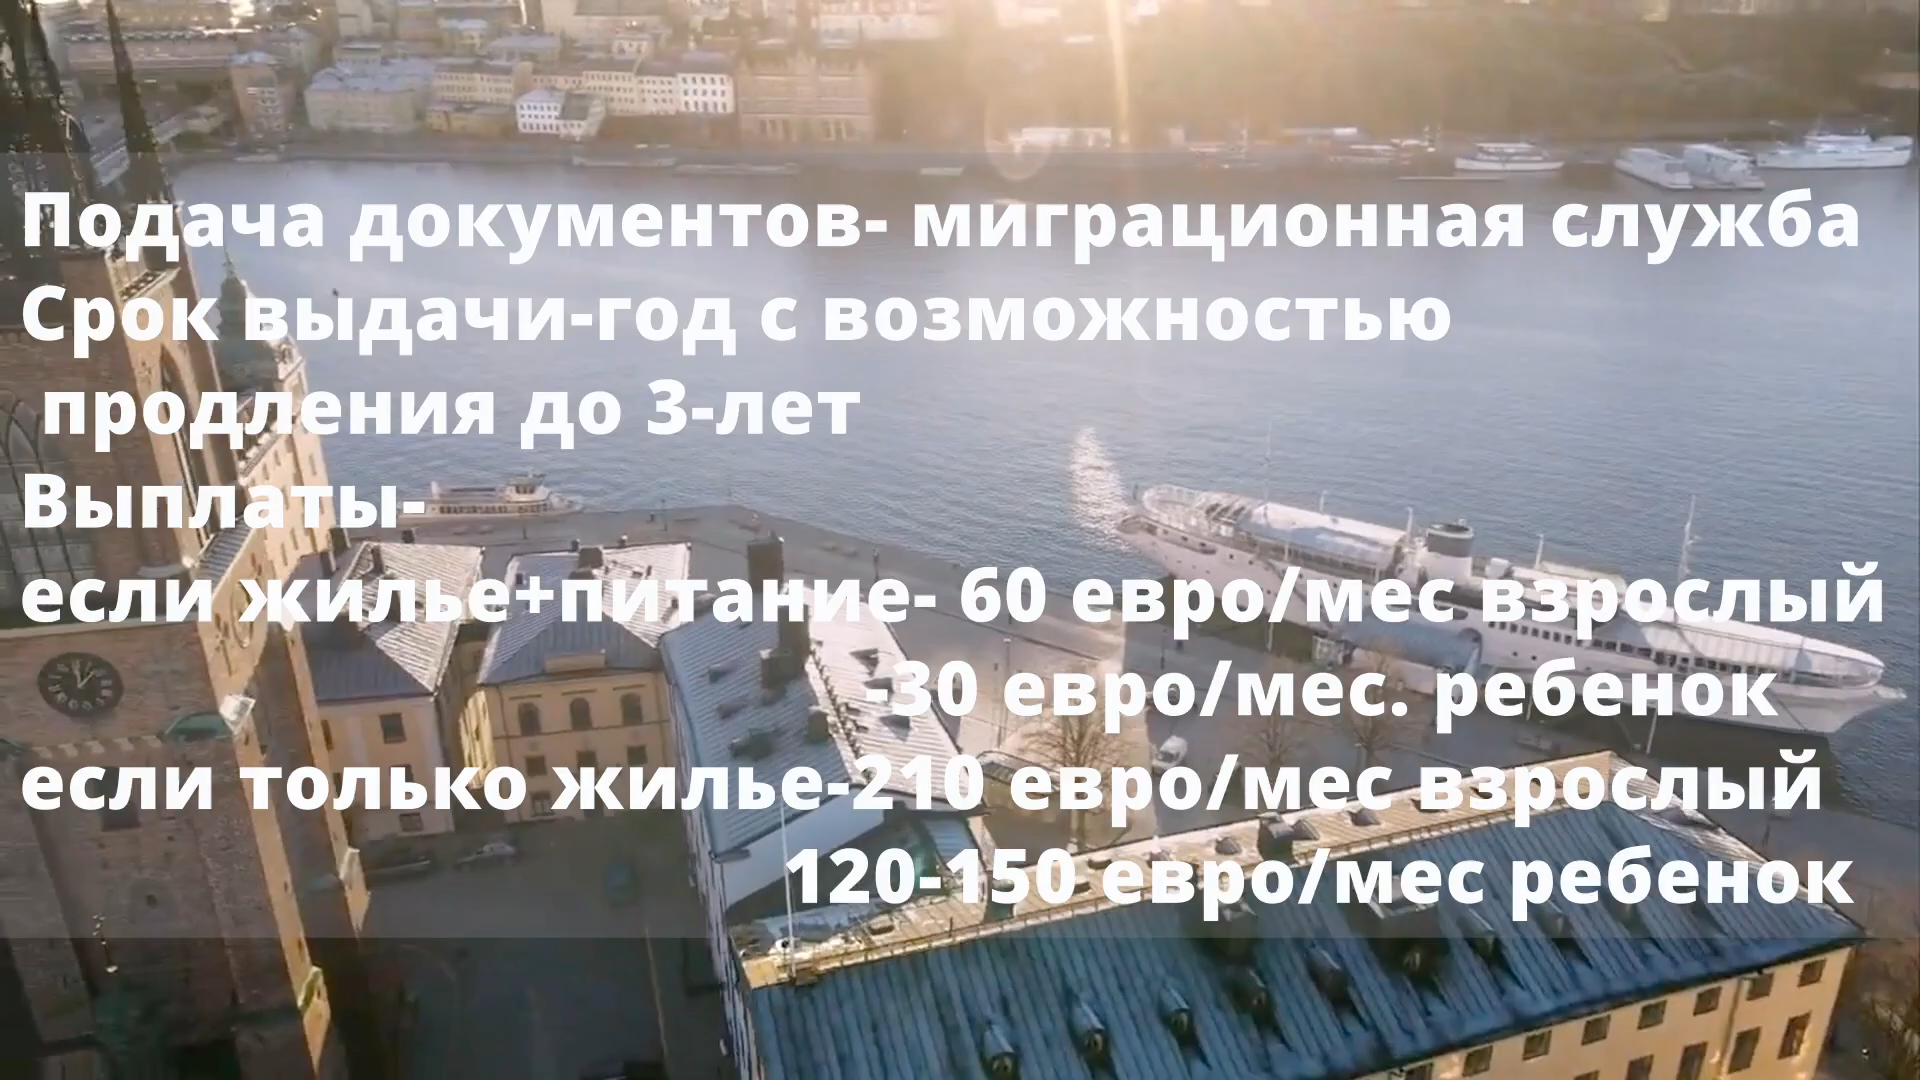 Подача документов- миграционная служба
Срок выдачи-год с возможностью
продления до 3-лет
Выплаты-
если жилье+питание- 60 евро/мес взрослый
-30 евро/мес. ребенок
если только жилье-210 евро/мес взрослый
120-150 евро/мес ребенок